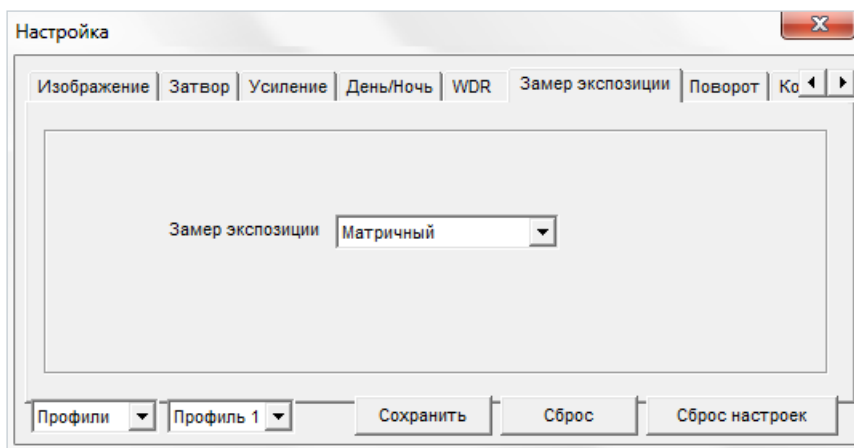 Настройка
Изображение Затвор Усиление День/Ночь WDR Замер экспозиции Поворот Ко
Замер экспозиции Матричный
Профили Профиль 1 Сохранить Сброс Сброс настроек